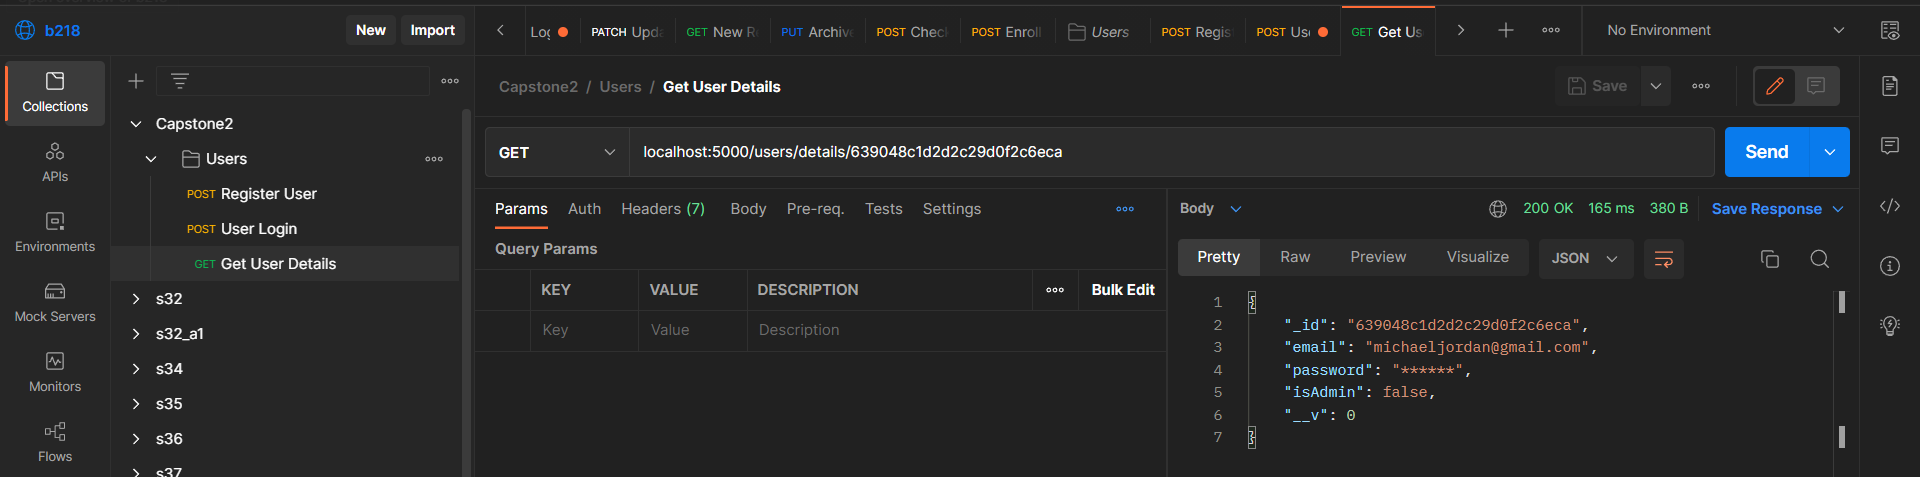 b218
New
Import
Collections
APIs
Environments
Mock Servers
Monitors
Flows
Capstone2
Users
POST Register User
POST User Login
GET Get User Details
s32
s32_a1
s34
s35
s36
s37
PATCH Upda
GET New R
PUT Archive
POST Chec
POST Enroll
Users
POST Regis
POST Us
GET Get Us
No Environment
Capstone2 / Users / Get User Details
Save
GET
localhost:5000/users/details/639048c1d2d2c29d0f2c6eca
Send
Params Auth Headers (7) Body Pre-req. Tests Settings
Query Params
KEY VALUE DESCRIPTION Bulk Edit
Key Value Description
Body 200 OK 165 ms 380 B Save Response
Pretty Raw Preview Visualize JSON
1 {
2 "_id": "639048c1d2d2c29d0f2c6eca",
3 "email": "michaeljordan@gmail.com",
4 "password": "******",
5 "isAdmin": false,
6 "__v": 0
7 }